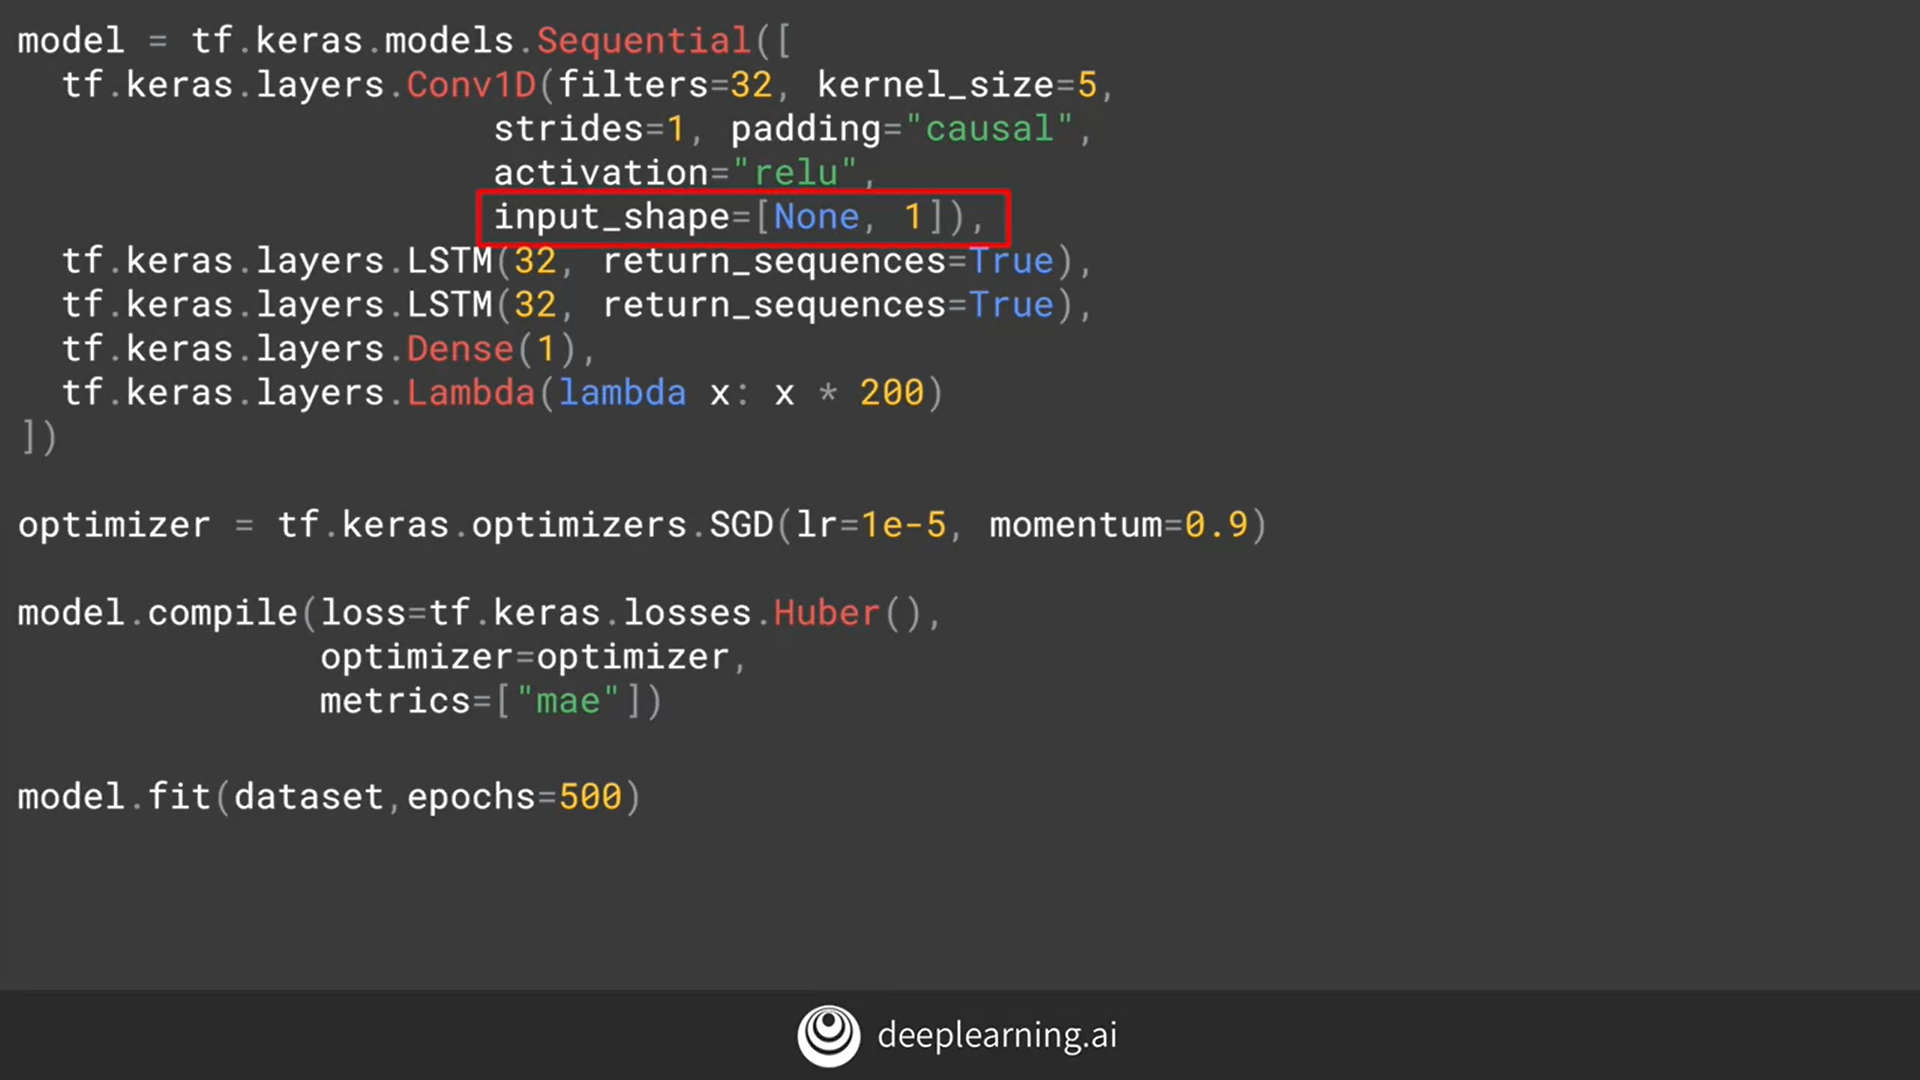 model = tf.keras.models.Sequential([
  tf.keras.layers.Conv1D(filters=32, kernel_size=5,
                      strides=1, padding="causal",
                      activation="relu",
                      input_shape=[None, 1]),
  tf.keras.layers.LSTM(32, return_sequences=True),
  tf.keras.layers.LSTM(32, return_sequences=True),
  tf.keras.layers.Dense(1),
  tf.keras.layers.Lambda(lambda x: x * 200)
])
optimizer = tf.keras.optimizers.SGD(lr=1e-5, momentum=0.9)
model.compile(loss=tf.keras.losses.Huber(),
              optimizer=optimizer,
              metrics=["mae"])
model.fit(dataset,epochs=500)
deeplearning.ai